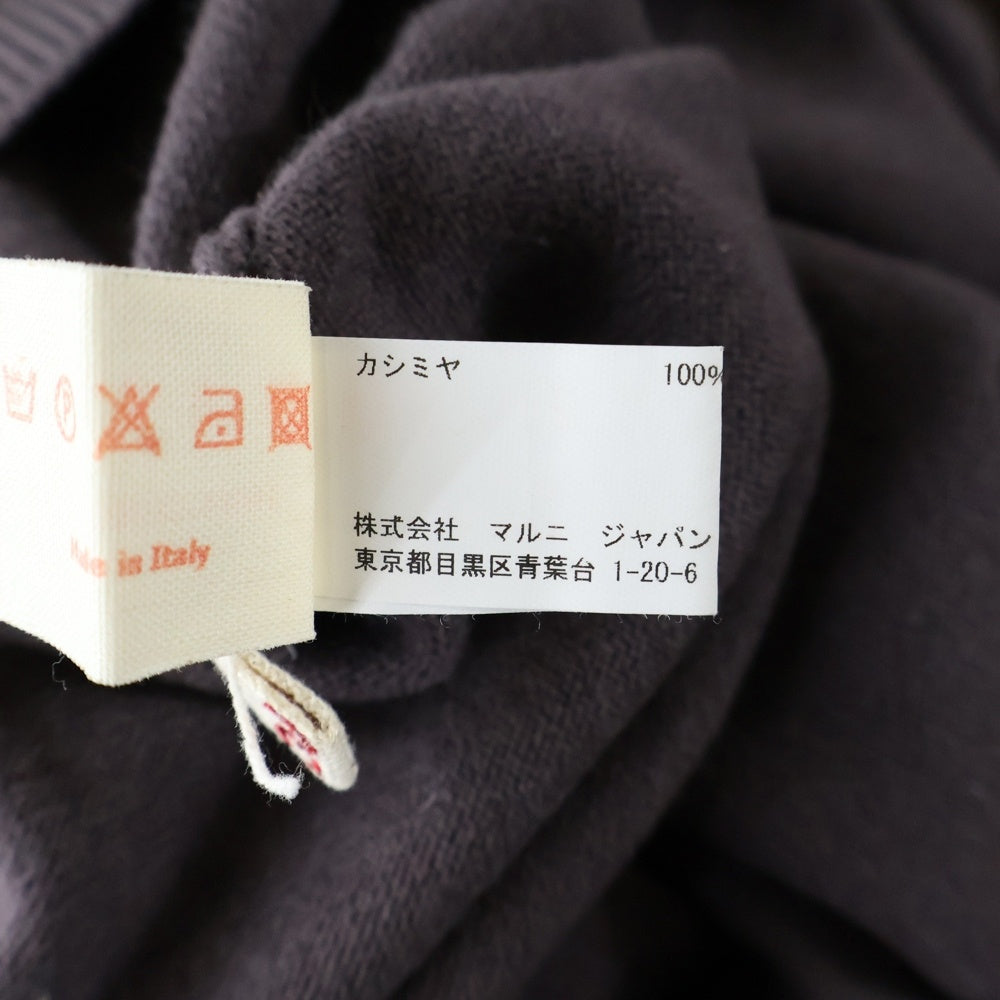 カシミヤ 100%
株式会社 マルニ ジャパン
東京都目黒区青葉台 1-20-6
P
Made in Italy